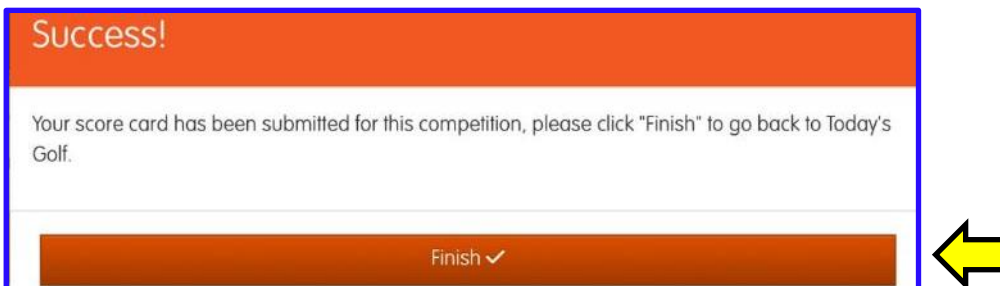 Success!
Your score card has been submitted for this competition, please click "Finish" to go back to Today's
Golf.
Finish ✓